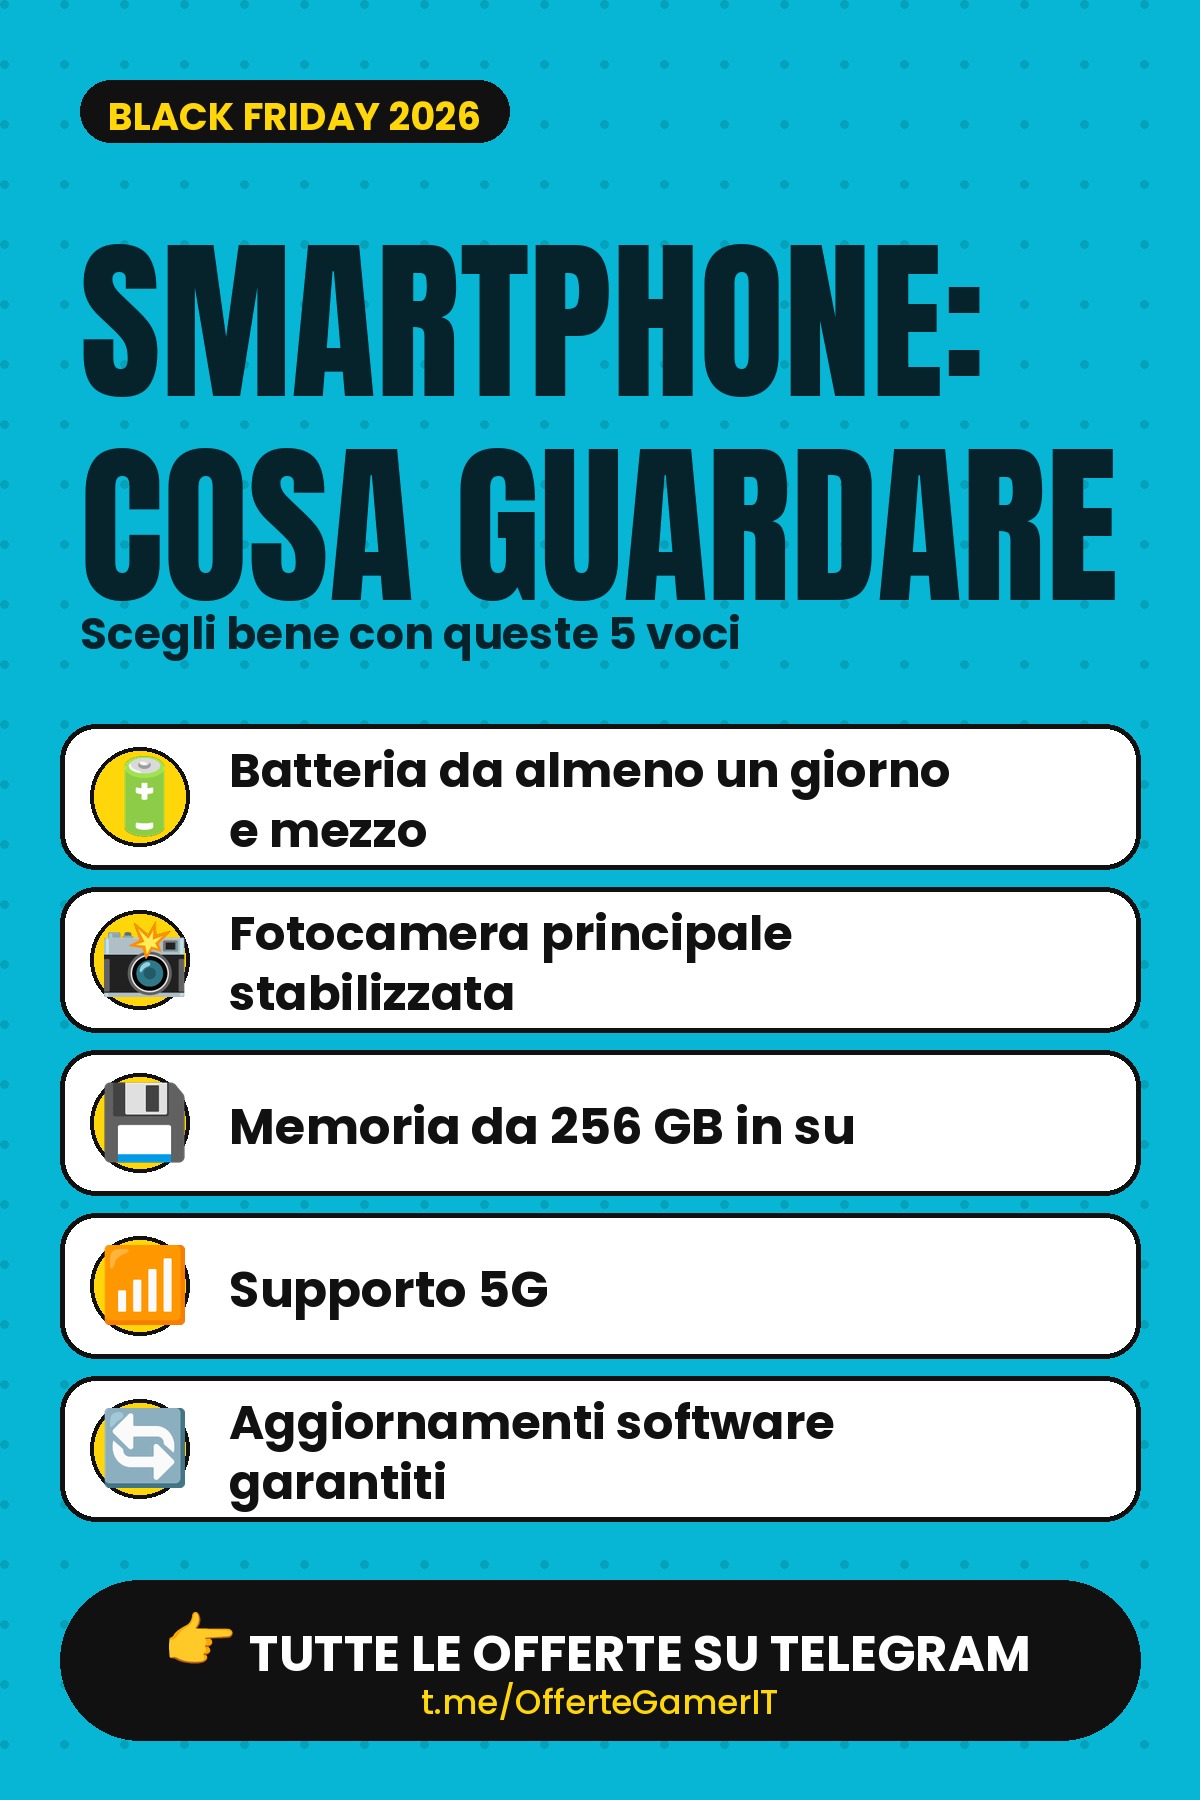 BLACK FRIDAY 2026
SMARTPHONE:
COSA GUARDARE
Scegli bene con queste 5 voci
Batteria da almeno un giorno
e mezzo
Fotocamera principale
stabilizzata
Memoria da 256 GB in su
Supporto 5G
Aggiornamenti software
garantiti
TUTTE LE OFFERTE SU TELEGRAM
t.me/OfferteGamerIT